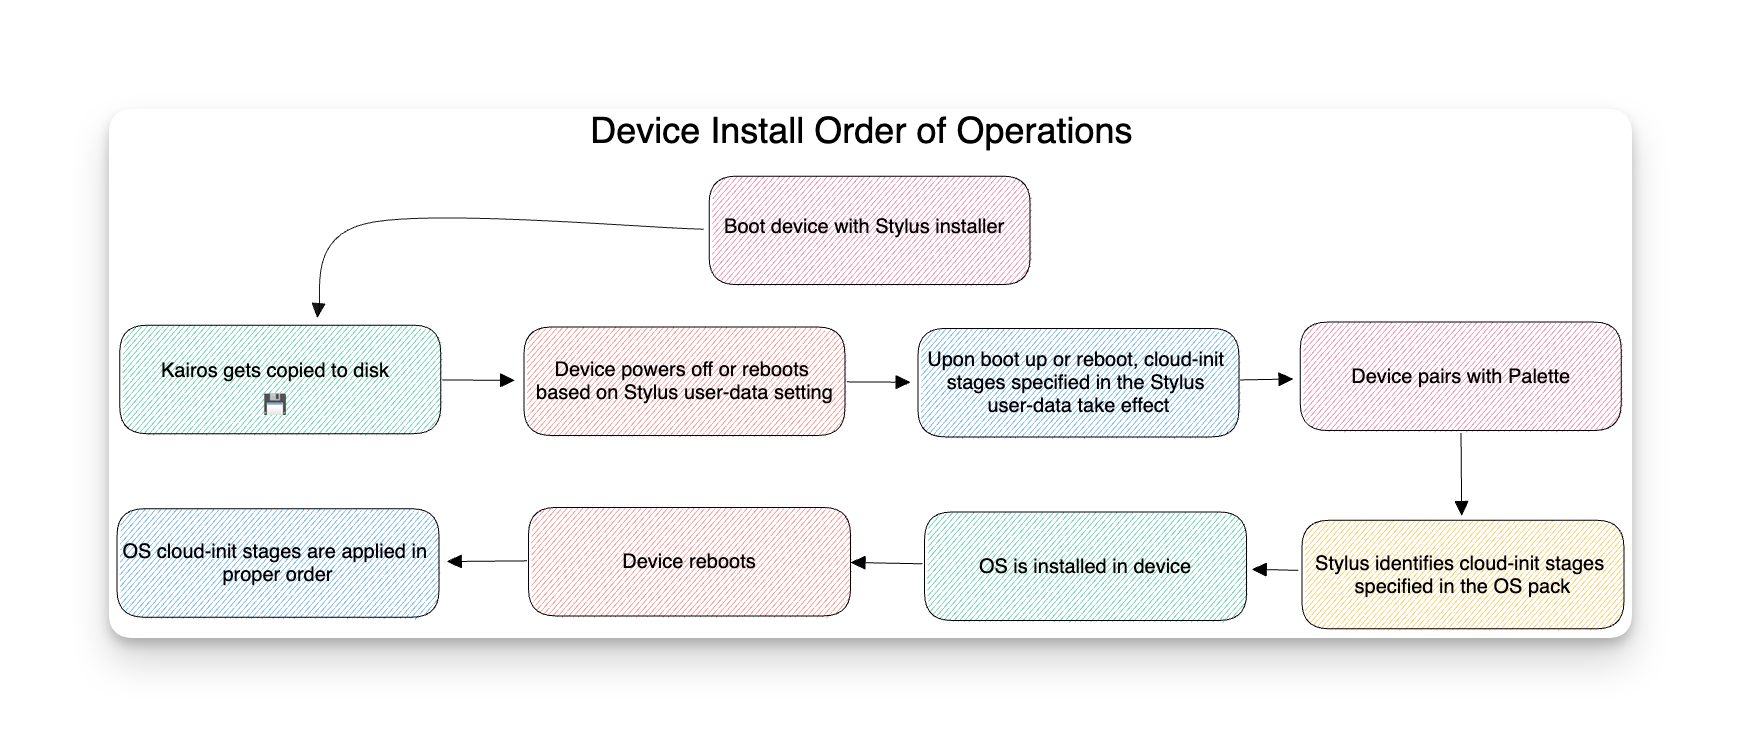 Device Install Order of Operations
Boot device with Stylus installer
Kairos gets copied to disk
Device powers off or reboots
based on Stylus user-data setting
Upon boot up or reboot, cloud-init
stages specified in the Stylus
user-data take effect
Device pairs with Palette
Stylus identifies cloud-init stages
specified in the OS pack
OS is installed in device
Device reboots
OS cloud-init stages are applied in
proper order